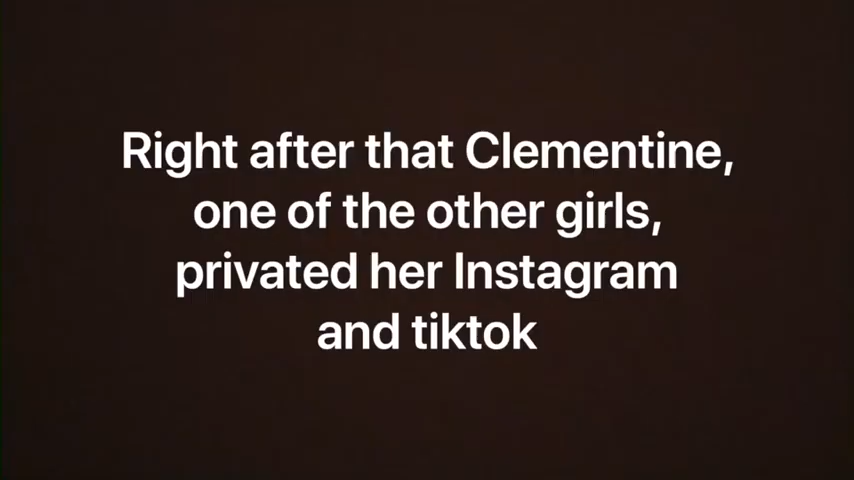 Right after that Clementine,
one of the other girls,
privated her Instagram
and tiktok